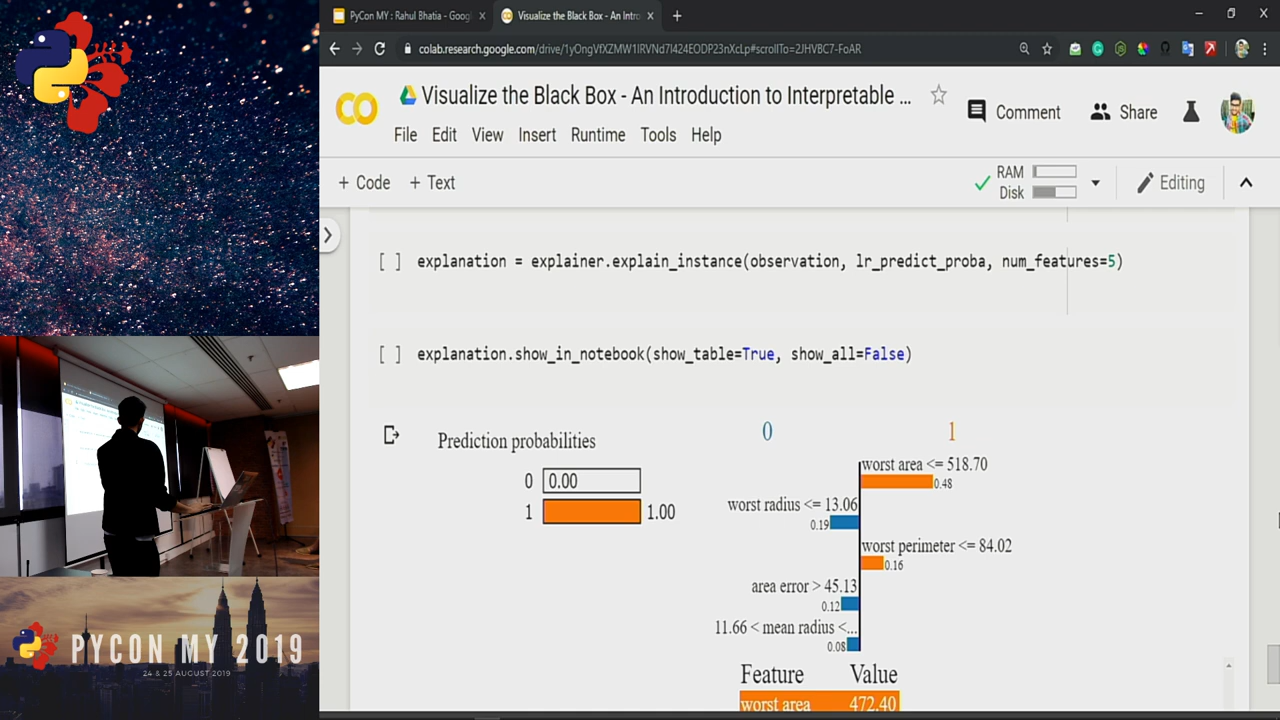 PyCon MY : Rahul Bhatia - Googl
Visualize the Black Box - An Intro
colab.research.google.com/drive/1yOngVfXZMW1lRVNd7l424EODP23nXcLp#scrollTo=2JHVBC7-FoAR
Visualize the Black Box - An Introduction to Interpretable ...
Comment
Share
File Edit View Insert Runtime Tools Help
+ Code + Text
RAM
Disk
Editing
[ ] explanation = explainer.explain_instance(observation, lr_predict_proba, num_features=5)
[ ] explanation.show_in_notebook(show_table=True, show_all=False)
Prediction probabilities
0 0.00
1 1.00
0 1
worst area <= 518.70
0.48
worst radius <= 13.06
0.19
worst perimeter <= 84.02
0.16
area error > 45.13
0.12
11.66 < mean radius <...
0.08
Feature Value
worst area 472.40
PYCON MY 2019
24 & 25 AUGUST 2019